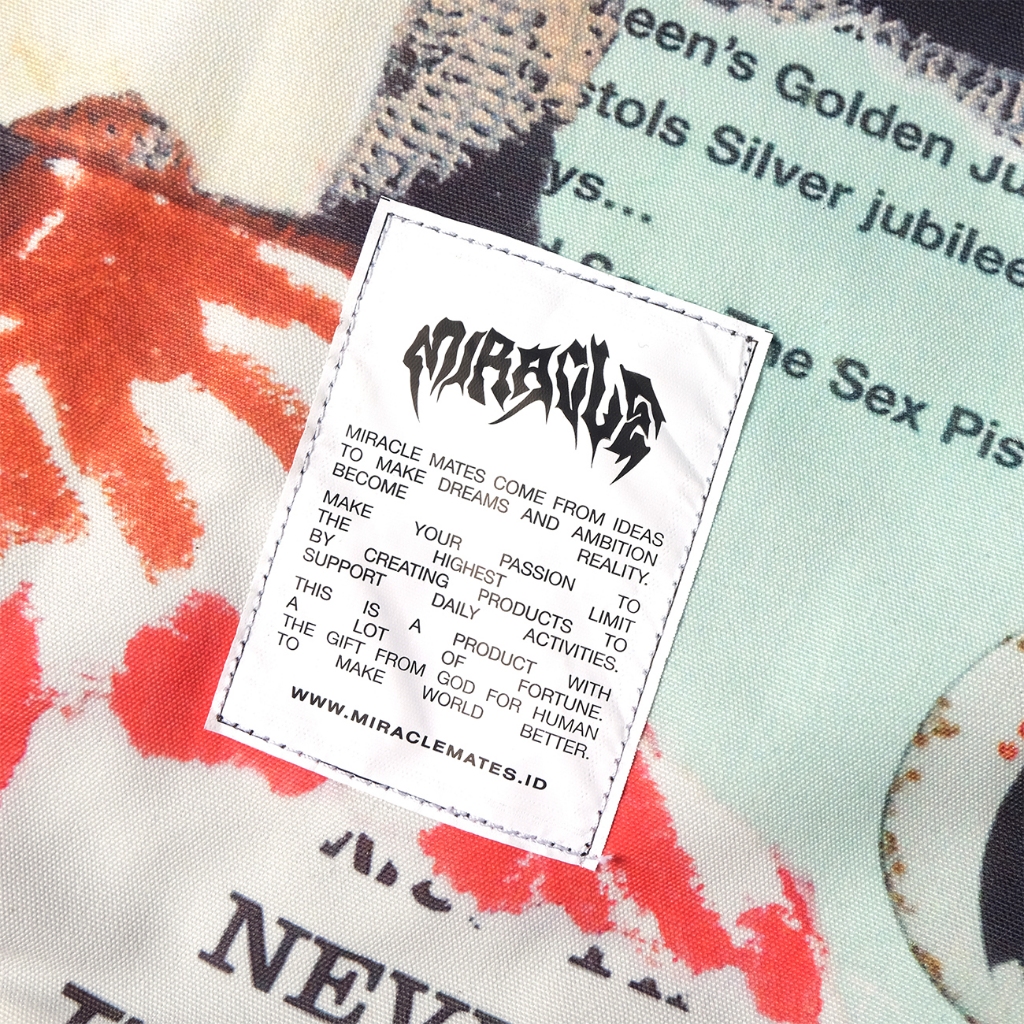 een's Golden Ju
stols Silver jubilee
ys...
he Sex Pis
MIRACLE
MIRACLE MATES COME FROM IDEAS
TO MAKE DREAMS AND AMBITION
BECOME REALITY.
MAKE YOUR PASSION TO
THE HIGHEST LIMIT
BY CREATING PRODUCTS TO
SUPPORT DAILY ACTIVITIES.
THIS IS A PRODUCT WITH
A LOT OF FORTUNE.
THE GIFT FROM GOD FOR HUMAN
TO MAKE WORLD BETTER.
WWW.MIRACLEMATES.ID
NEV